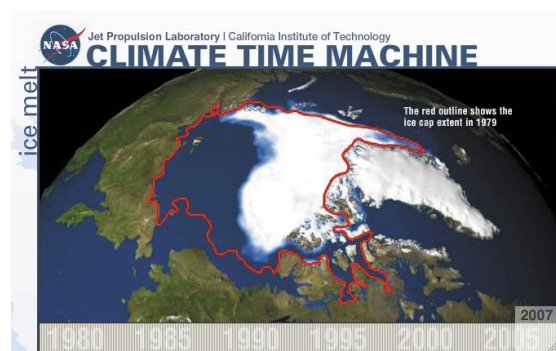 NASA
Jet Propulsion Laboratory | California Institute of Technology
CLIMATE TIME MACHINE
ice melt
The red outline shows the
ice cap extent in 1979
2007
1980 1985 1990 1995 2000 2005